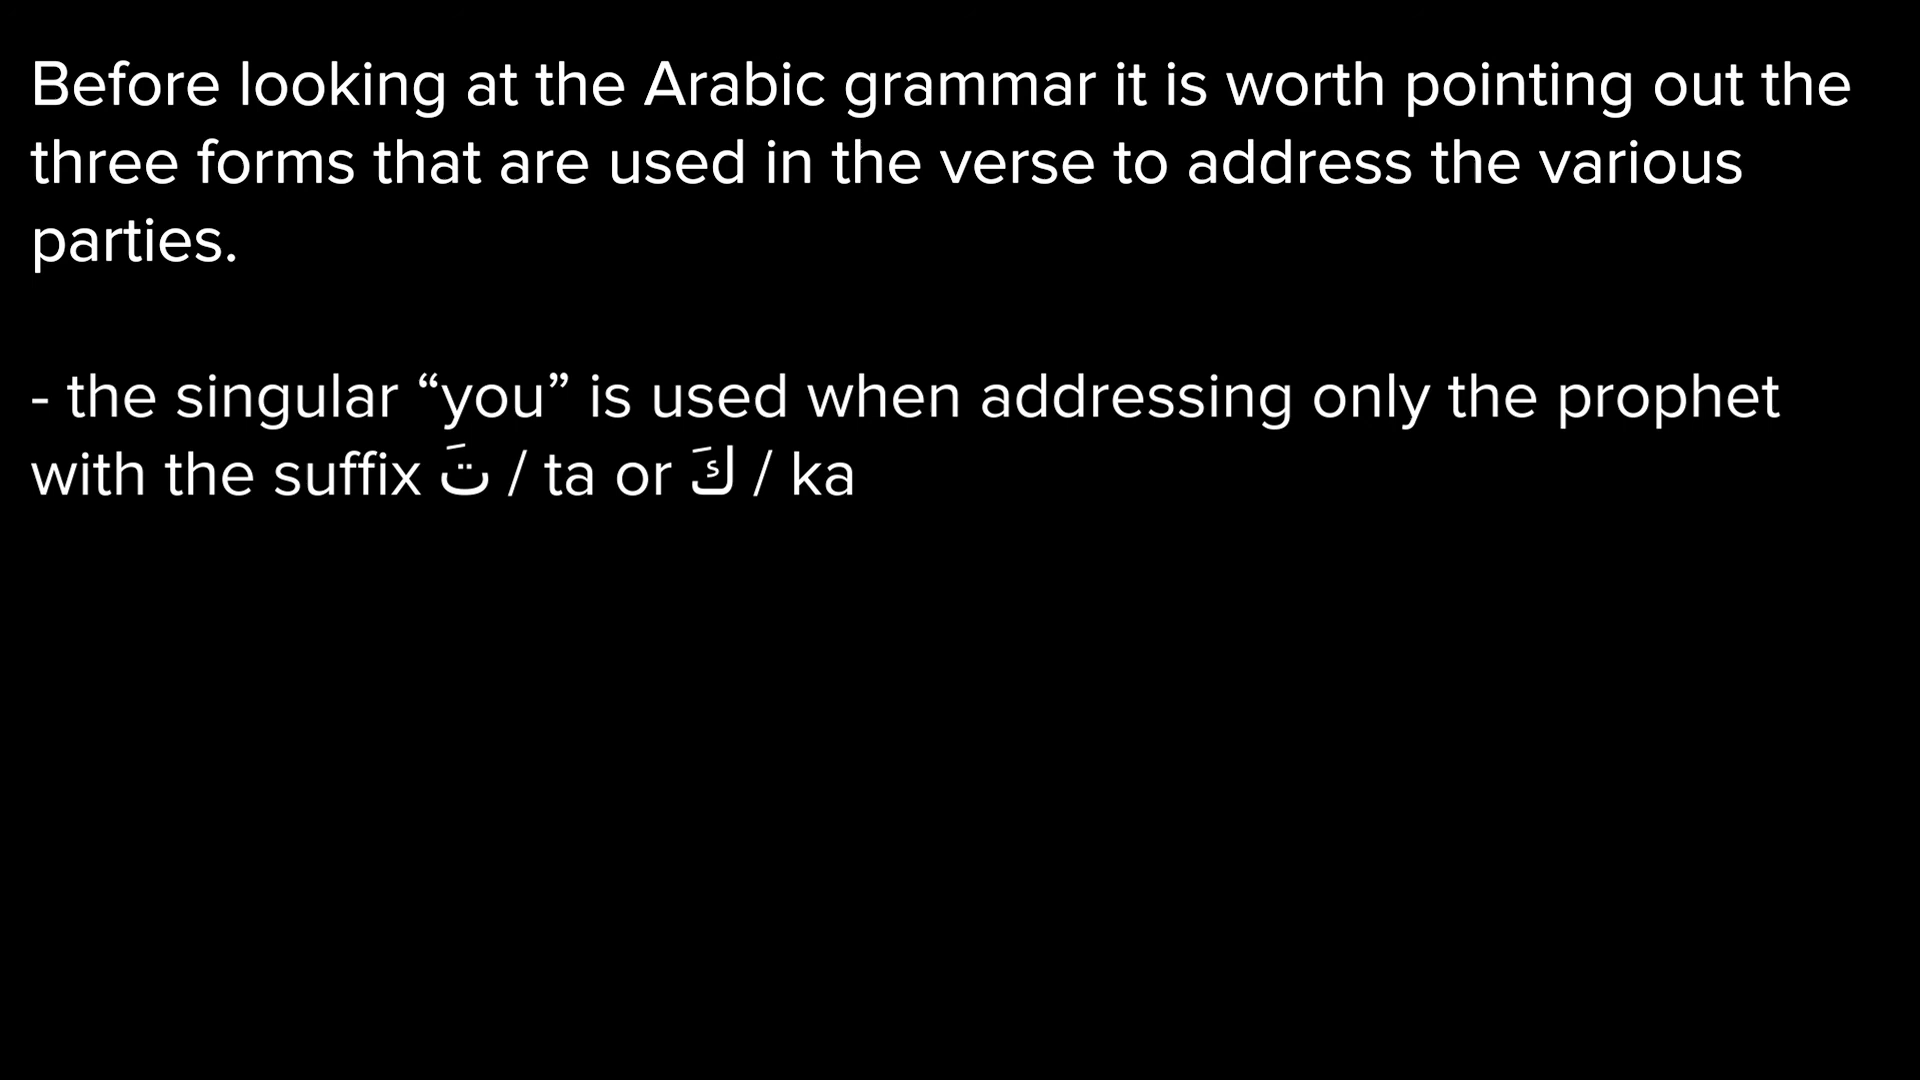 Before looking at the Arabic grammar it is worth pointing out the
three forms that are used in the verse to address the various
parties.
- the singular “you” is used when addressing only the prophet
with the suffix تَ / ta or كَ / ka